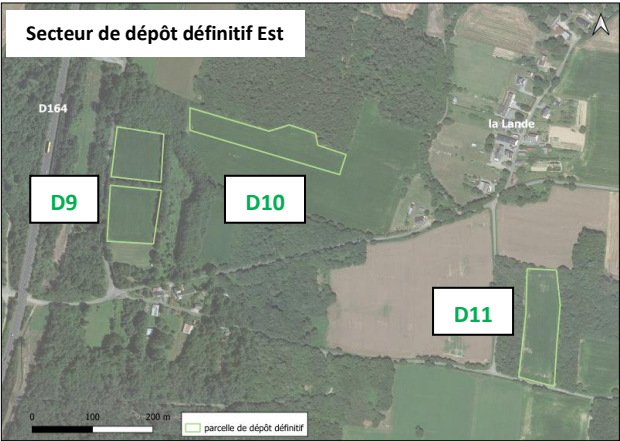 Secteur de dépôt définitif Est
D164
la Lande
D9
D10
D11
0 100 200 m
parcelle de dépôt définitif